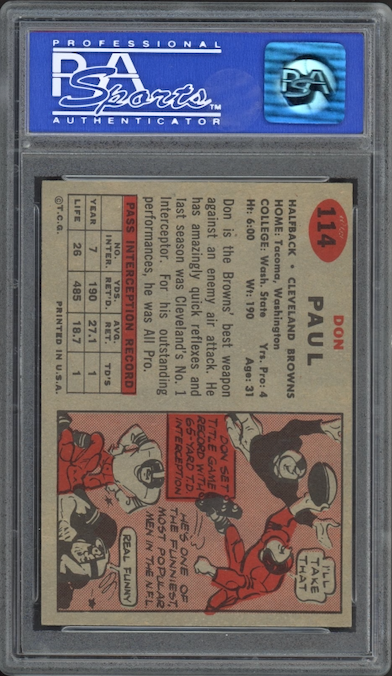 PROFESSIONAL
PSA
Sports™
AUTHENTICATOR
PSA
114
DON
PAUL
HALFBACK • CLEVELAND BROWNS
HOME: Tacoma, Washington
COLLEGE: Wash. State Yrs. Pro: 4
Ht: 6:00 Wt: 190 Age: 31
Don is the Browns' best weapon
against an enemy air attack. He
has amazingly quick reflexes and
last season was Cleveland's No. 1
Interceptor. For his outstanding
performances, he was All Pro.
PASS INTERCEPTION RECORD
NO. YDS. AVG.
INTER. RET'D. RET. TD's
YEAR 7 190 27.1 1
LIFE 26 485 18.7 1
©T.C.G. PRINTED IN U.S.A.
I'LL
TAKE
THAT
DON SET
TITLE GAME
RECORD WITH
65-YARD TD
INTERCEPTION
HE'S ONE OF
THE FUNNIEST,
MOST POPULAR
MEN IN THE NFL.
REAL FUNNY